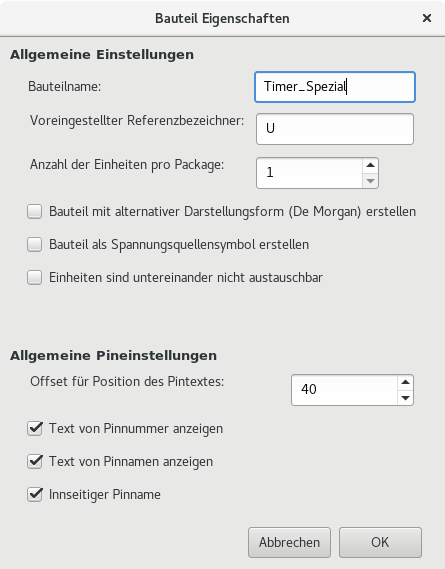 Bauteil Eigenschaften
Allgemeine Einstellungen
Bauteilname: Timer_Spezial
Voreingestellter Referenzbezeichner: U
Anzahl der Einheiten pro Package: 1
Bauteil mit alternativer Darstellungsform (De Morgan) erstellen
Bauteil als Spannungsquellensymbol erstellen
Einheiten sind untereinander nicht austauschbar
Allgemeine Pineinstellungen
Offset für Position des Pintextes: 40
Text von Pinnummer anzeigen
Text von Pinnamen anzeigen
Innseitiger Pinname
Abbrechen OK